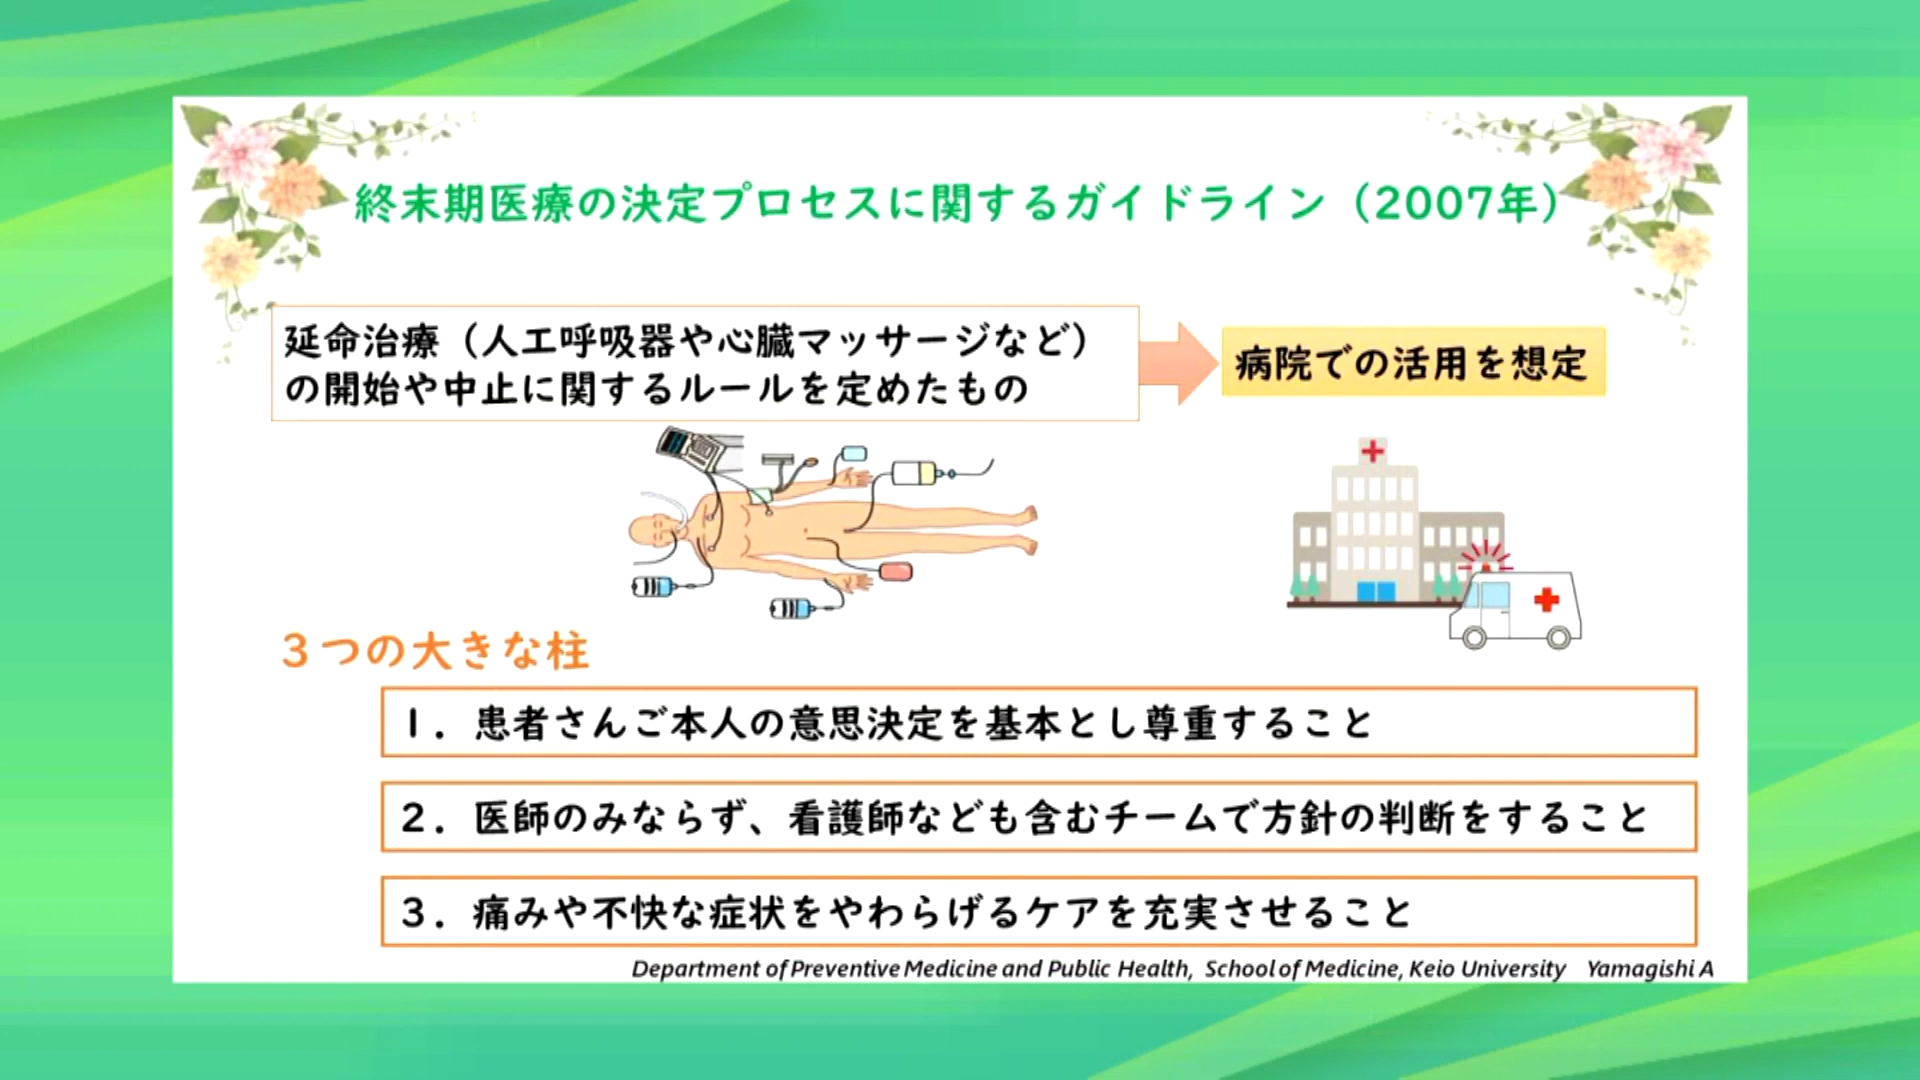 終末期医療の決定プロセスに関するガイドライン（2007年）
延命治療（人工呼吸器や心臓マッサージなど）
の開始や中止に関するルールを定めたもの
病院での活用を想定
３つの大きな柱
１．患者さんご本人の意思決定を基本とし尊重すること
２．医師のみならず、看護師なども含むチームで方針の判断をすること
３．痛みや不快な症状をやわらげるケアを充実させること
Department of Preventive Medicine and Public Health, School of Medicine, Keio University Yamagishi A